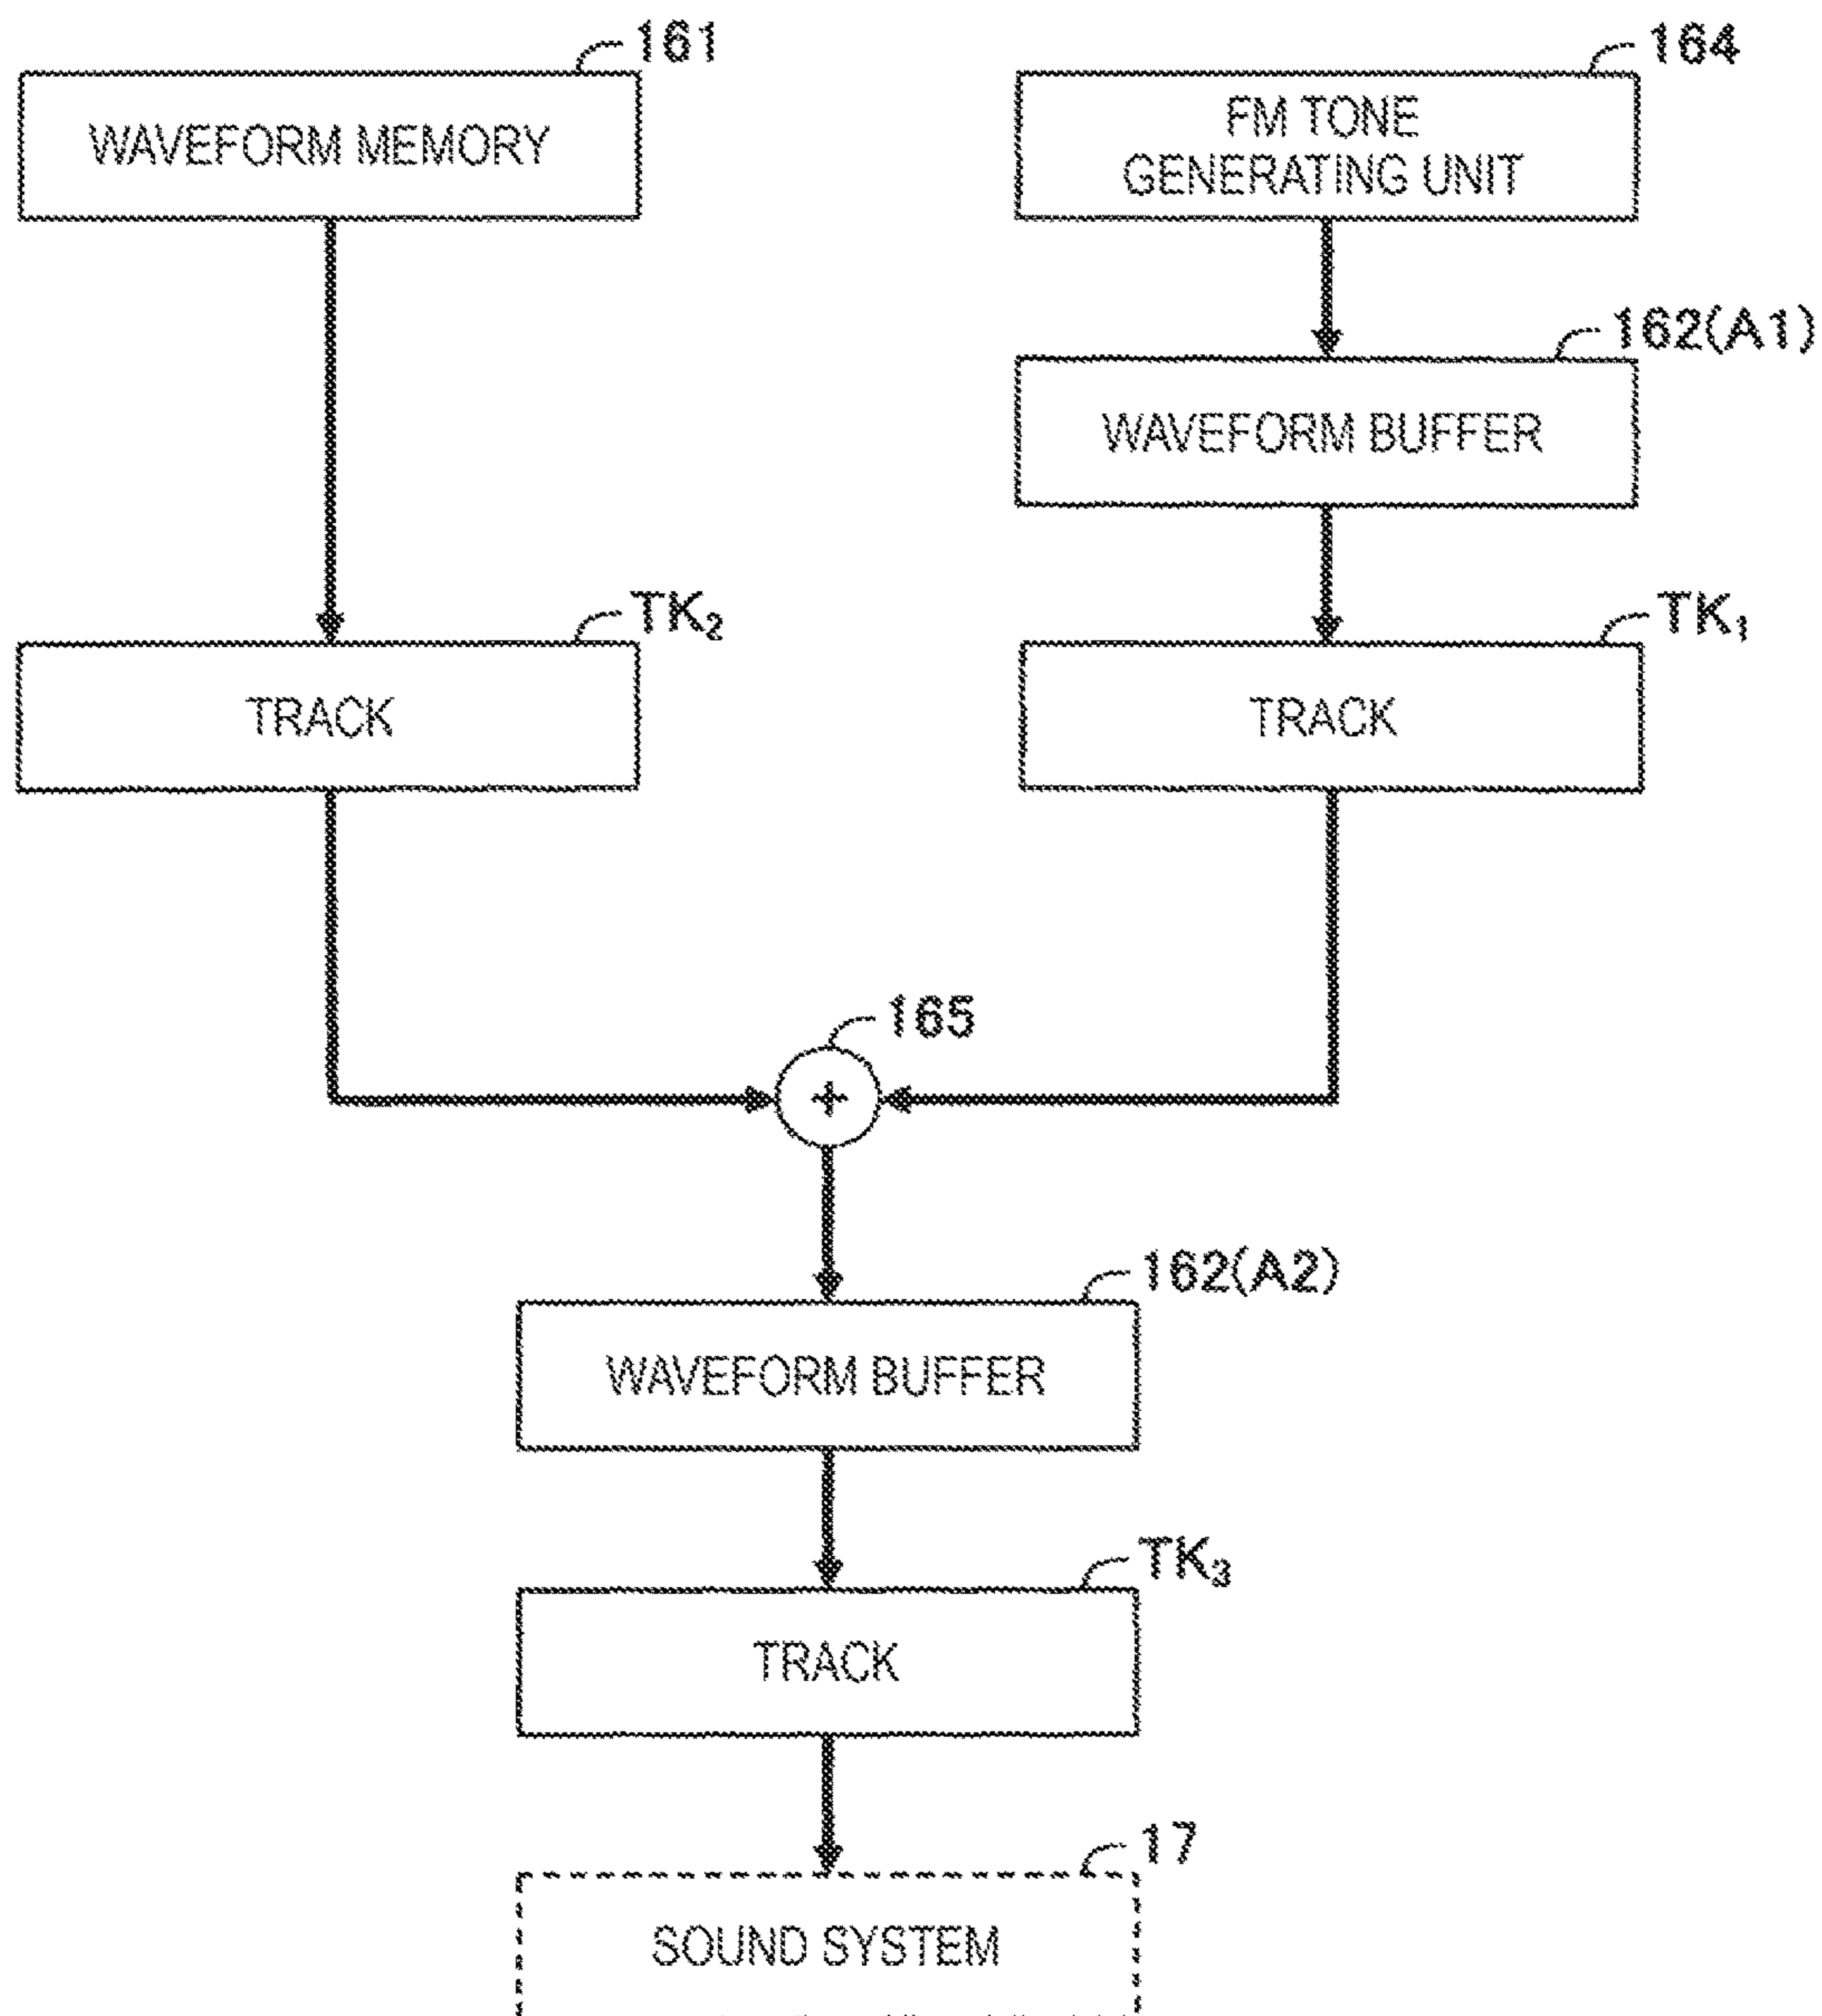 161
WAVEFORM MEMORY
164
FM TONE
GENERATING UNIT
162(A1)
WAVEFORM BUFFER
TK₂
TRACK
TK₁
TRACK
165
+
162(A2)
WAVEFORM BUFFER
TK₃
TRACK
17
SOUND SYSTEM